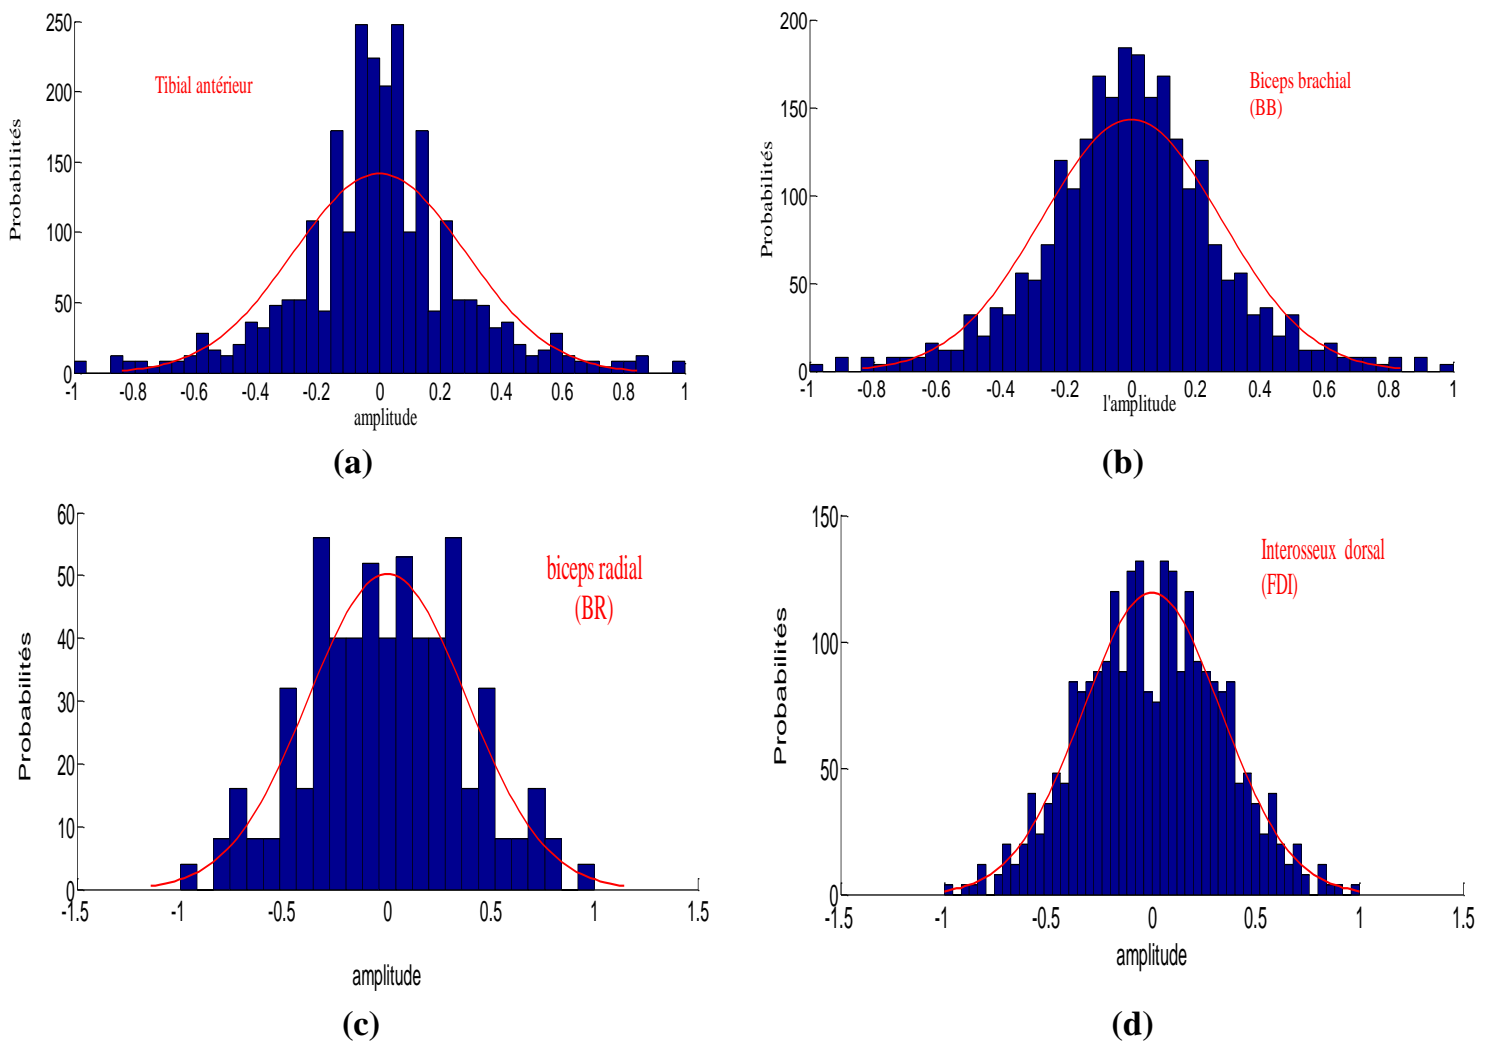 250
200
150
100
50
0
Probabilités
Tibial antérieur
-1 -0.8 -0.6 -0.4 -0.2 0 0.2 0.4 0.6 0.8 1
amplitude
(a)
200
150
100
50
0
Probabilités
Biceps brachial
(BB)
-1 -0.8 -0.6 -0.4 -0.2 0 0.2 0.4 0.6 0.8 1
l'amplitude
(b)
60
50
40
30
20
10
0
Probabilités
biceps radial
(BR)
-1.5 -1 -0.5 0 0.5 1 1.5
amplitude
(c)
150
100
50
0
Probabilités
Interosseux dorsal
(FDI)
-1.5 -1 -0.5 0 0.5 1 1.5
amplitude
(d)